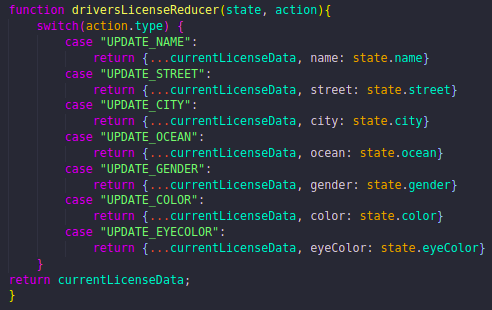 function driversLicenseReducer(state, action){
switch(action.type) {
case "UPDATE_NAME":
return {...currentLicenseData, name: state.name}
case "UPDATE_STREET":
return {...currentLicenseData, street: state.street}
case "UPDATE_CITY":
return {...currentLicenseData, city: state.city}
case "UPDATE_OCEAN":
return {...currentLicenseData, ocean: state.ocean}
case "UPDATE_GENDER":
return {...currentLicenseData, gender: state.gender}
case "UPDATE_COLOR":
return {...currentLicenseData, color: state.color}
case "UPDATE_EYECOLOR":
return {...currentLicenseData, eyeColor: state.eyeColor}
}
return currentLicenseData;
}